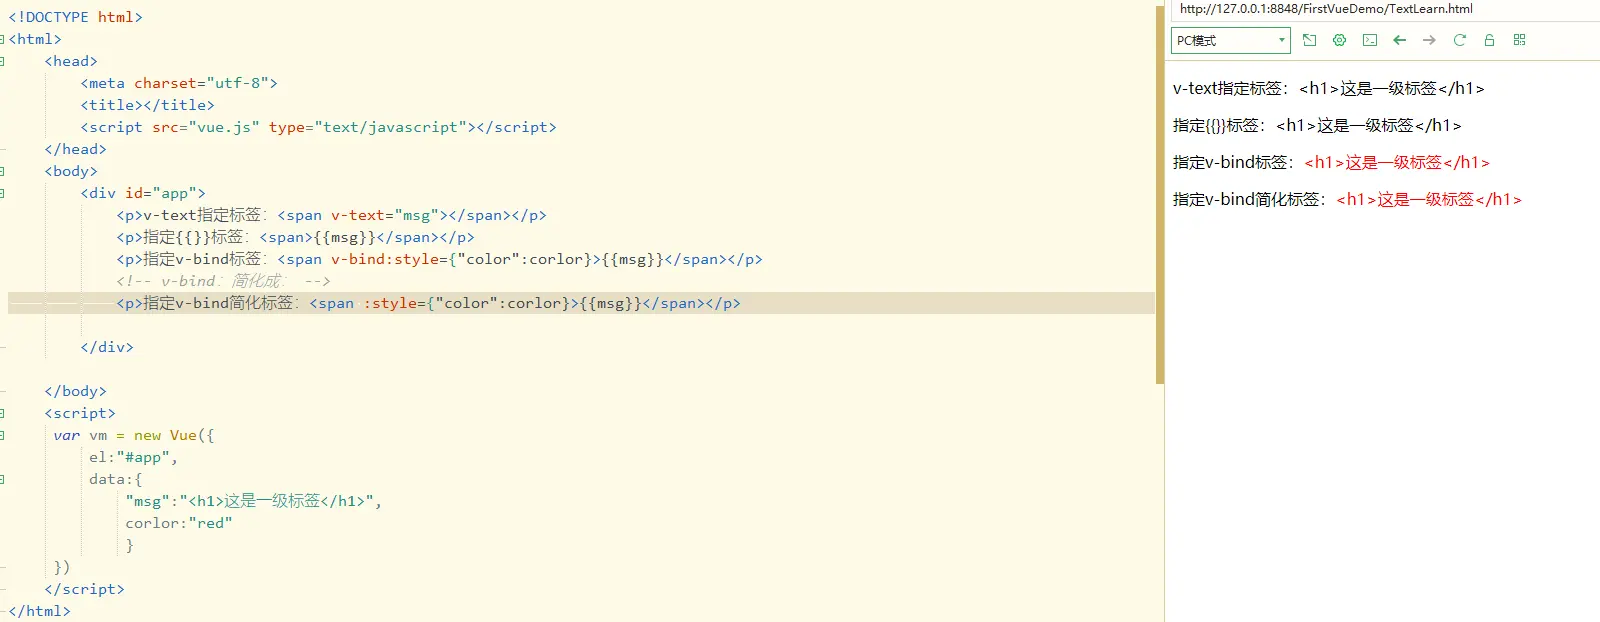 <!DOCTYPE html>
<html>
<head>
<meta charset="utf-8">
<title></title>
<script src="vue.js" type="text/javascript"></script>
</head>
<body>
<div id="app">
<p>v-text指定标签：<span v-text="msg"></span></p>
<p>指定{{}}标签：<span>{{msg}}</span></p>
<p>指定v-bind标签：<span v-bind:style={"color":corlor}>{{msg}}</span></p>
<!-- v-bind：简化成： -->
<p>指定v-bind简化标签：<span :style={"color":corlor}>{{msg}}</span></p>
</div>
</body>
<script>
var vm = new Vue({
el:"#app",
data:{
"msg":"<h1>这是一级标签</h1>",
corlor:"red"
}
})
</script>
</html>
http://127.0.0.1:8848/FirstVueDemo/TextLearn.html
PC模式
v-text指定标签：<h1>这是一级标签</h1>
指定{{}}标签：<h1>这是一级标签</h1>
指定v-bind标签：<h1>这是一级标签</h1>
指定v-bind简化标签：<h1>这是一级标签</h1>